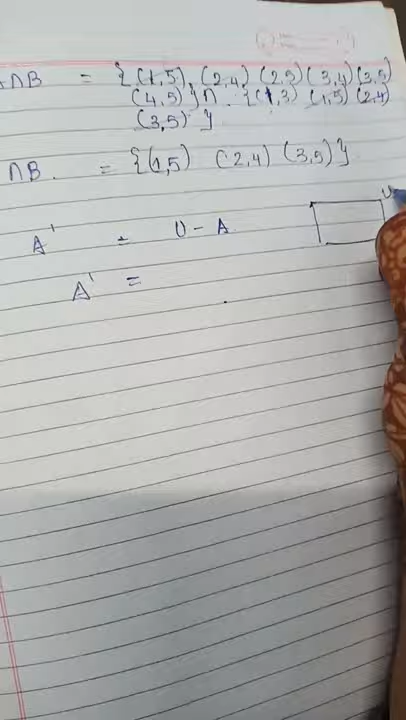 ∩B = {(1,5), (2,4) (2,5) (3,4) (3,5)
(4,5)} ∩ {(1,3) (1,5) (2,4)
(3,5)}
∩B. = {(1,5) (2,4) (3,5)}
U
A' = U - A
A' =